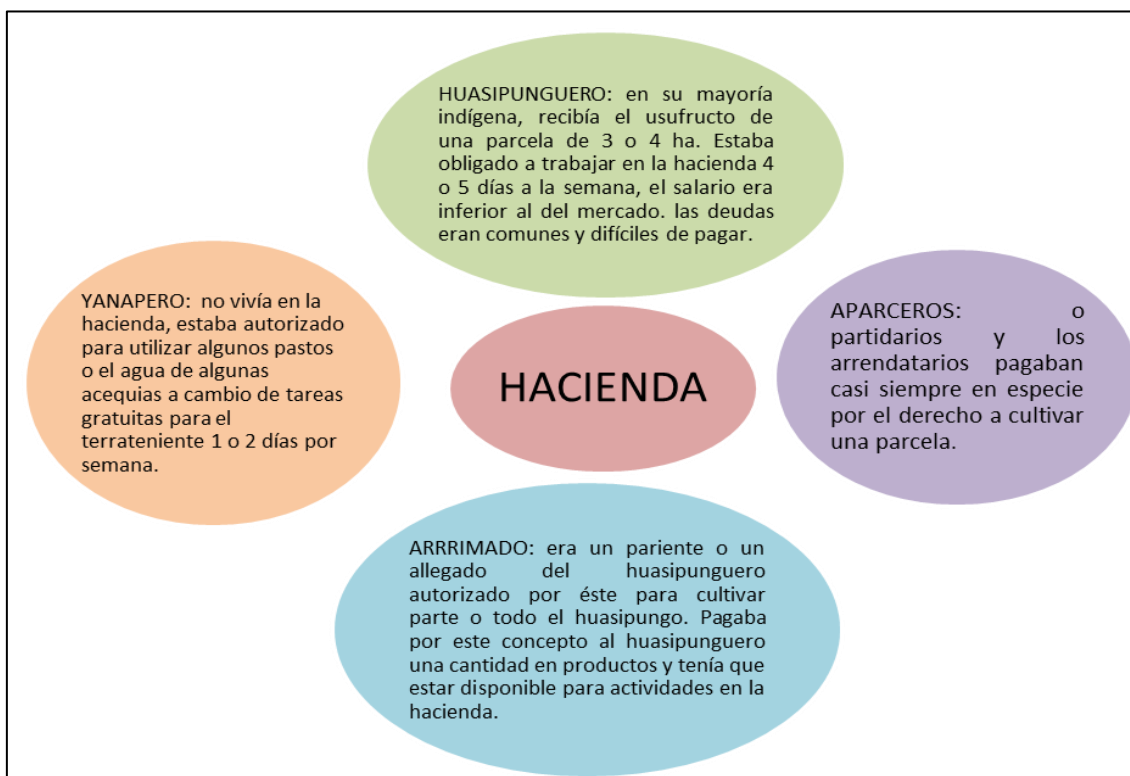 HUASIPUNGUERO: en su mayoría
indígena, recibía el usufructo de
una parcela de 3 o 4 ha. Estaba
obligado a trabajar en la hacienda 4
o 5 días a la semana, el salario era
inferior al del mercado. las deudas
eran comunes y difíciles de pagar.
YANAPERO: no vivía en la
hacienda, estaba autorizado
para utilizar algunos pastos
o el agua de algunas
acequias a cambio de tareas
gratuitas para el
terrateniente 1 o 2 días por
semana.
HACIENDA
APARCEROS: o
partidarios y los
arrendatarios pagaban
casi siempre en especie
por el derecho a cultivar
una parcela.
ARRRIMADO: era un pariente o un
allegado del huasipunguero
autorizado por éste para cultivar
parte o todo el huasipungo. Pagaba
por este concepto al huasipunguero
una cantidad en productos y tenía que
estar disponible para actividades en la
hacienda.